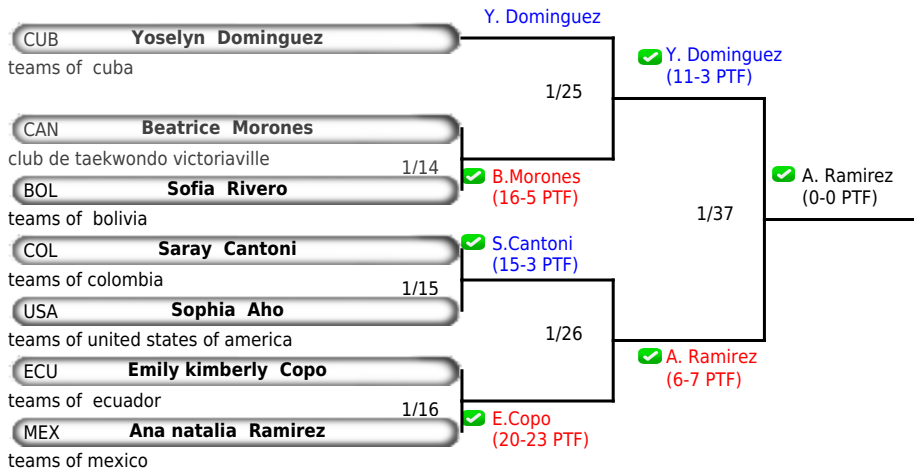 Y. Dominguez
CUB Yoselyn Dominguez
teams of cuba
Y. Dominguez
(11-3 PTF)
1/25
CAN Beatrice Morones
club de taekwondo victoriaville
1/14
BOL Sofia Rivero
teams of bolivia
B.Morones
(16-5 PTF)
A. Ramirez
(0-0 PTF)
1/37
COL Saray Cantoni
teams of colombia
S.Cantoni
(15-3 PTF)
1/15
USA Sophia Aho
teams of united states of america
1/26
ECU Emily kimberly Copo
teams of ecuador
A. Ramirez
(6-7 PTF)
1/16
MEX Ana natalia Ramirez
teams of mexico
E.Copo
(20-23 PTF)